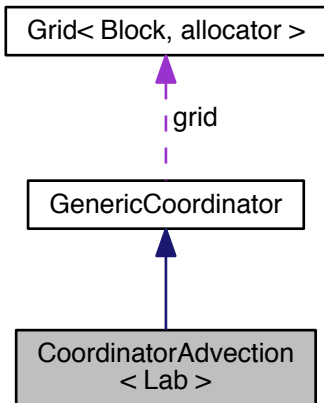 Grid< Block, allocator >
grid
GenericCoordinator
CoordinatorAdvection
< Lab >